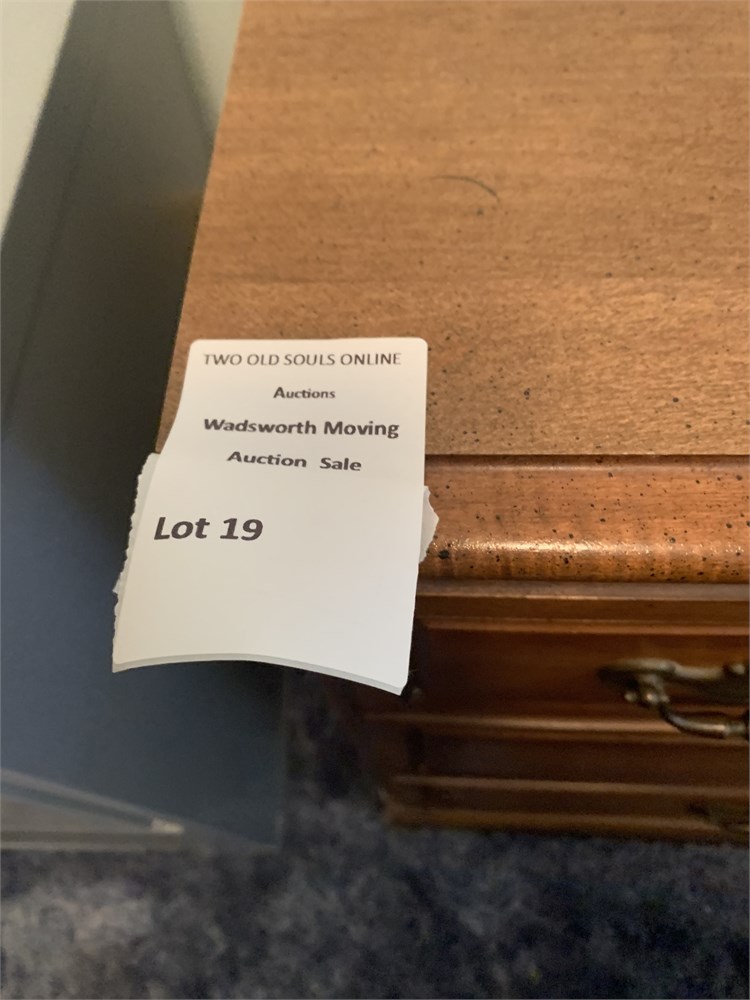 TWO OLD SOULS ONLINE
Auctions
Wadsworth Moving
Auction Sale
Lot 19